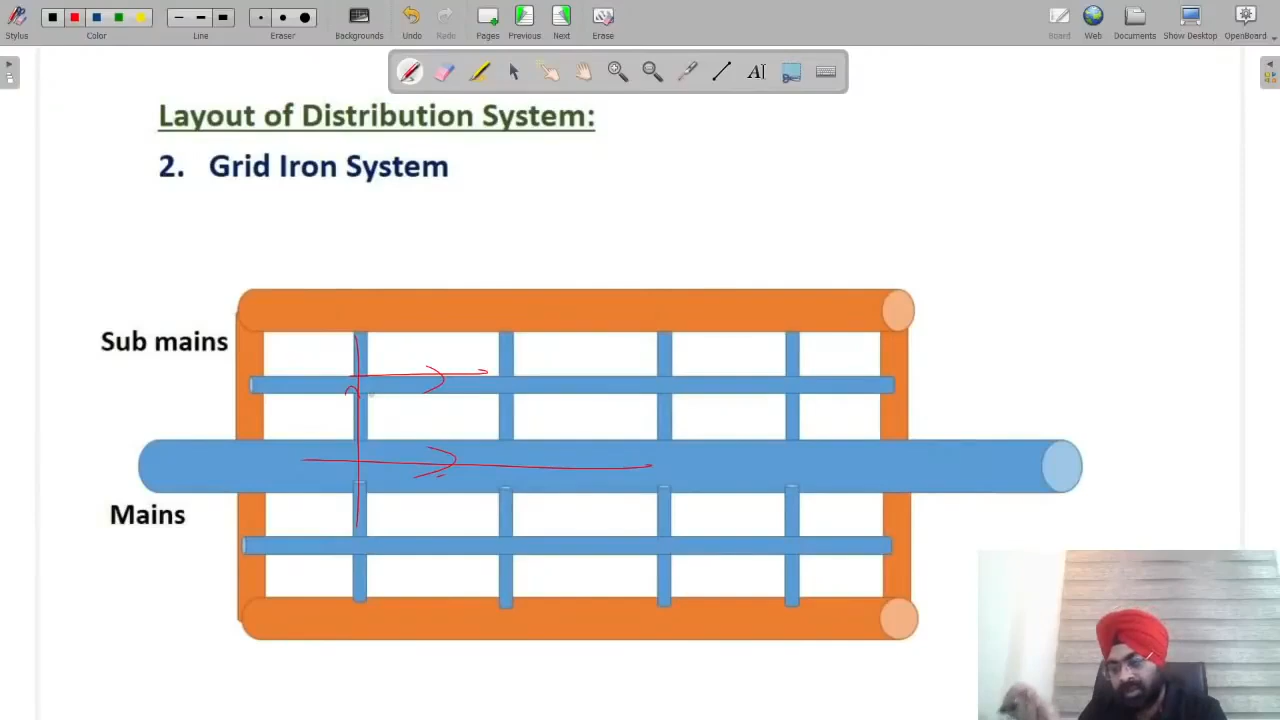 Stylus
Color
Line
Eraser
Backgrounds
Undo
Redo
Pages
Previous
Next
Erase
Board
Web
Documents
Show Desktop
OpenBoard
Layout of Distribution System:
2. Grid Iron System
Sub mains
Mains